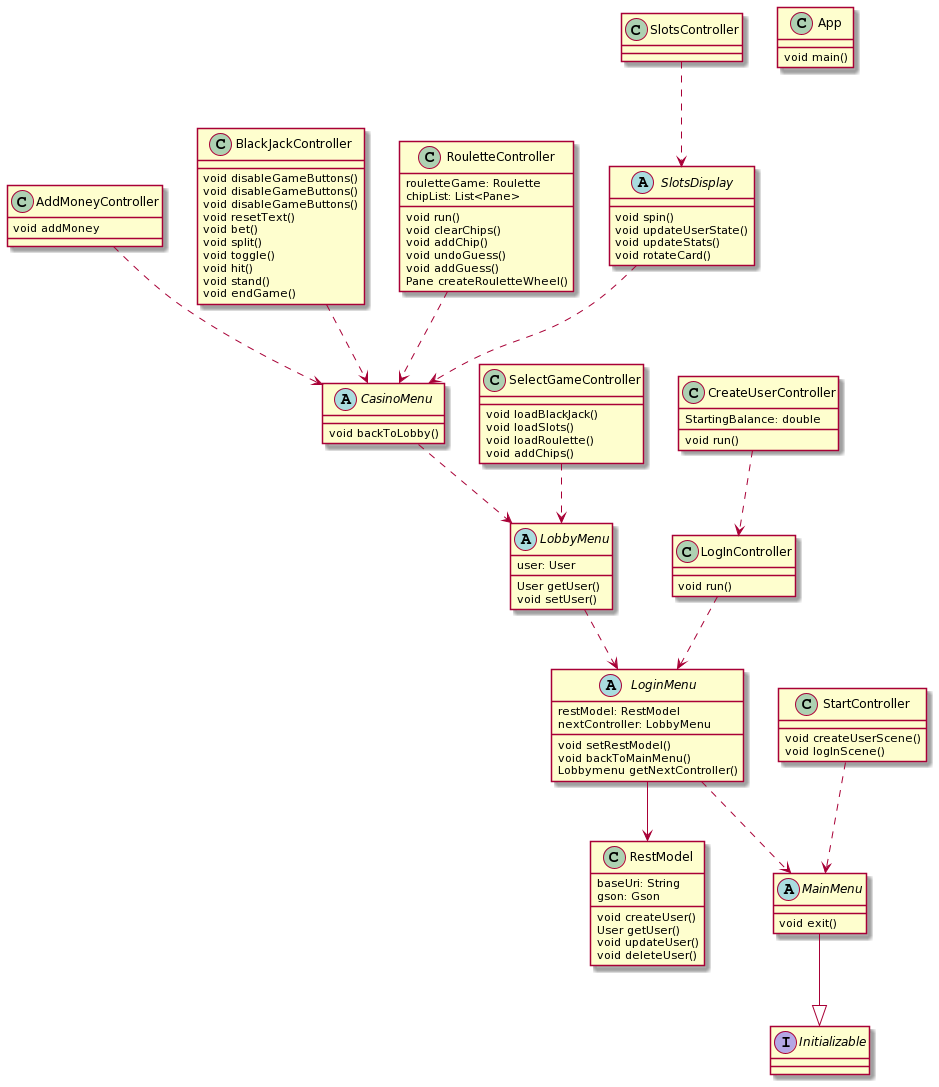 C SlotsController
C App
void main()
C BlackJackController
void disableGameButtons()
void disableGameButtons()
void disableGameButtons()
void resetText()
void bet()
void split()
void toggle()
void hit()
void stand()
void endGame()
C RouletteController
rouletteGame: Roulette
chipList: List<Pane>
void run()
void clearChips()
void addChip()
void undoGuess()
void addGuess()
Pane createRouletteWheel()
A SlotsDisplay
void spin()
void updateUserState()
void updateStats()
void rotateCard()
C AddMoneyController
void addMoney
A CasinoMenu
void backToLobby()
C SelectGameController
void loadBlackJack()
void loadSlots()
void loadRoulette()
void addChips()
C CreateUserController
StartingBalance: double
void run()
A LobbyMenu
user: User
User getUser()
void setUser()
C LogInController
void run()
A LoginMenu
restModel: RestModel
nextController: LobbyMenu
void setRestModel()
void backToMainMenu()
Lobbymenu getNextController()
C StartController
void createUserScene()
void logInScene()
C RestModel
baseUri: String
gson: Gson
void createUser()
User getUser()
void updateUser()
void deleteUser()
A MainMenu
void exit()
I Initializable